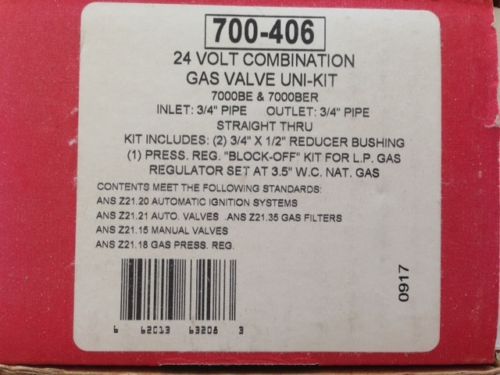 700-406
24 VOLT COMBINATION
GAS VALVE UNI-KIT
7000BE & 7000BER
INLET: 3/4" PIPE OUTLET: 3/4" PIPE
STRAIGHT THRU
KIT INCLUDES: (2) 3/4" X 1/2" REDUCER BUSHING
(1) PRESS. REG. "BLOCK-OFF" KIT FOR L.P. GAS
REGULATOR SET AT 3.5" W.C. NAT. GAS
CONTENTS MEET THE FOLLOWING STANDARDS:
ANS Z21.20 AUTOMATIC IGNITION SYSTEMS
ANS Z21.21 AUTO. VALVES .ANS Z21.35 GAS FILTERS
ANS Z21.15 MANUAL VALVES
ANS Z21.18 GAS PRESS. REG.
6 62013 63208 3
0917